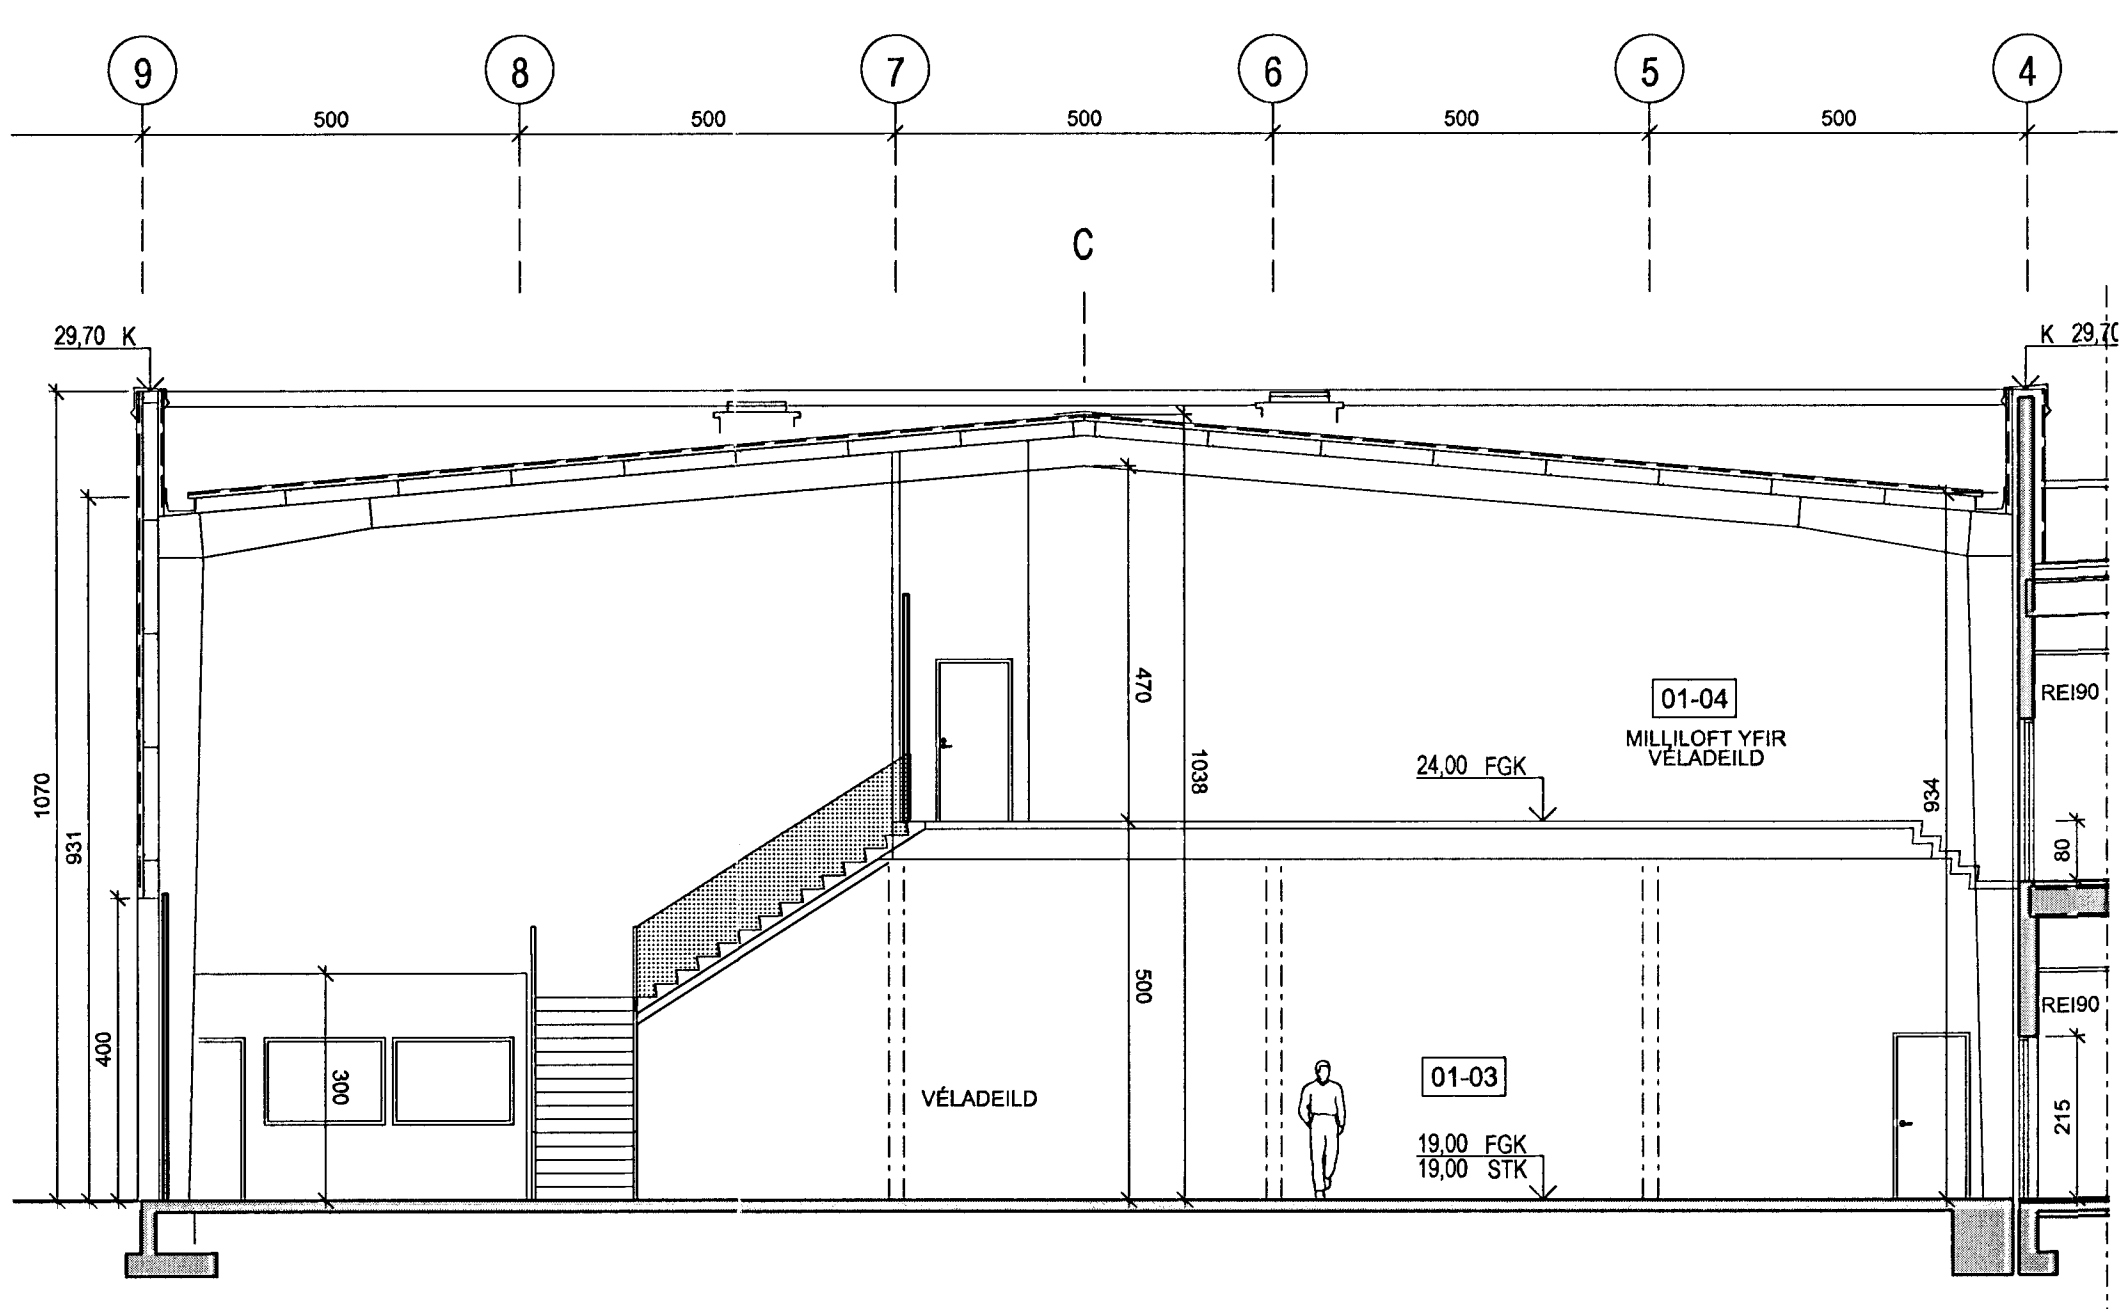 9 8 7 6 5 4
500 500 500 500 500
C
29,70 K
K 29,70
470
01-04
REI90
MILLILOFT YFIR
VÉLADEILD
24,00 FGK
1038
1070
931
934
80
400
500
REI90
300
VÉLADEILD
01-03
215
19,00 FGK
19,00 STK